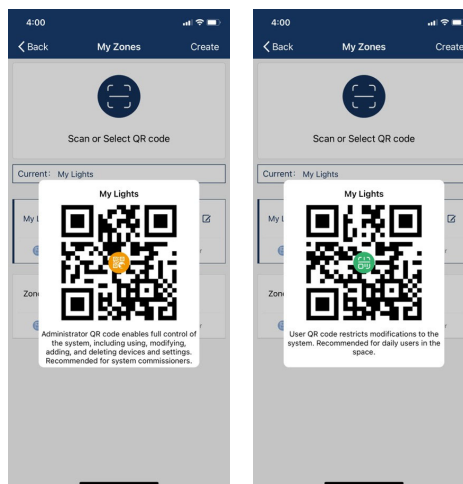 4:00
Back My Zones Create
Scan or Select QR code
Current: My Lights
My Lights
My L
Administrator QR code enables full control of
the system, including using, modifying,
adding, and deleting devices and settings.
Recommended for system commissioners.
4:00
Back My Zones Create
Scan or Select QR code
Current: My Lights
My Lights
My L
User QR code restricts modifications to the
system. Recommended for daily users in the
space.